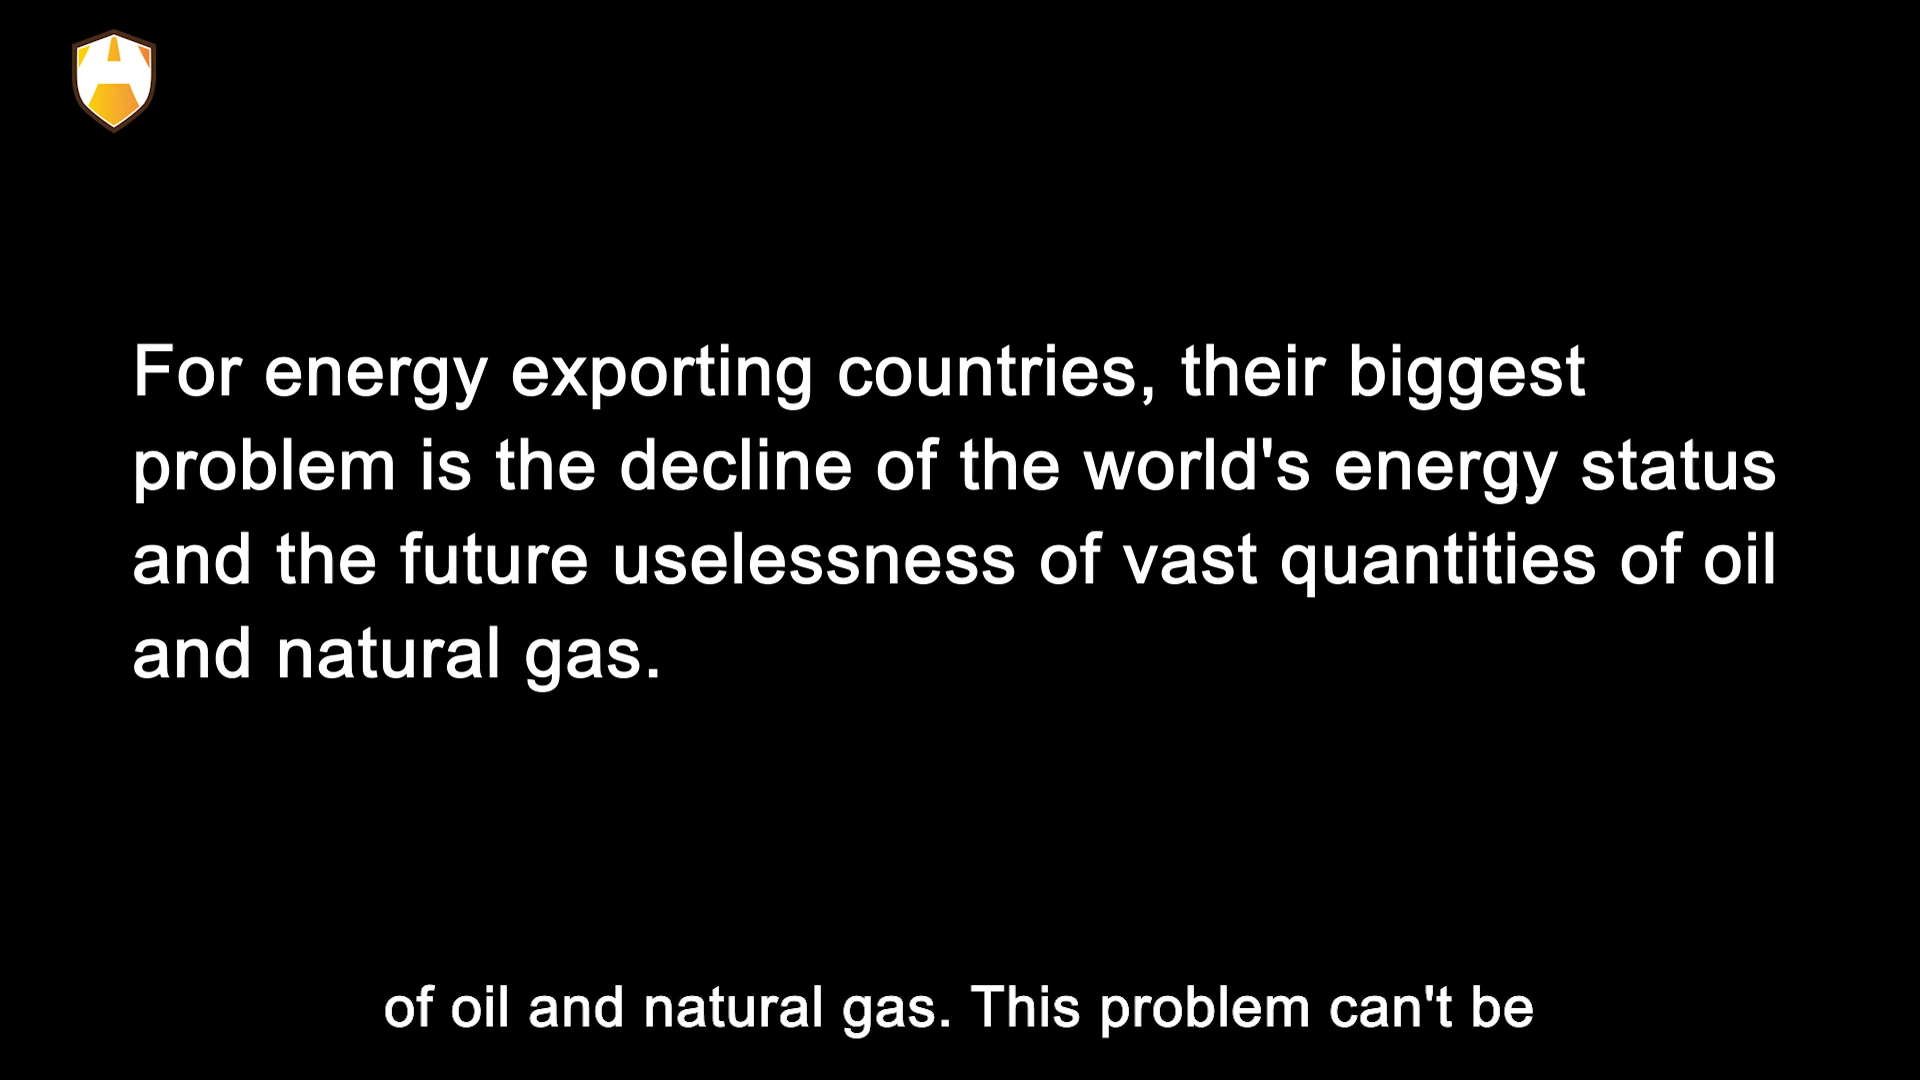 For energy exporting countries, their biggest
problem is the decline of the world's energy status
and the future uselessness of vast quantities of oil
and natural gas.
of oil and natural gas. This problem can't be